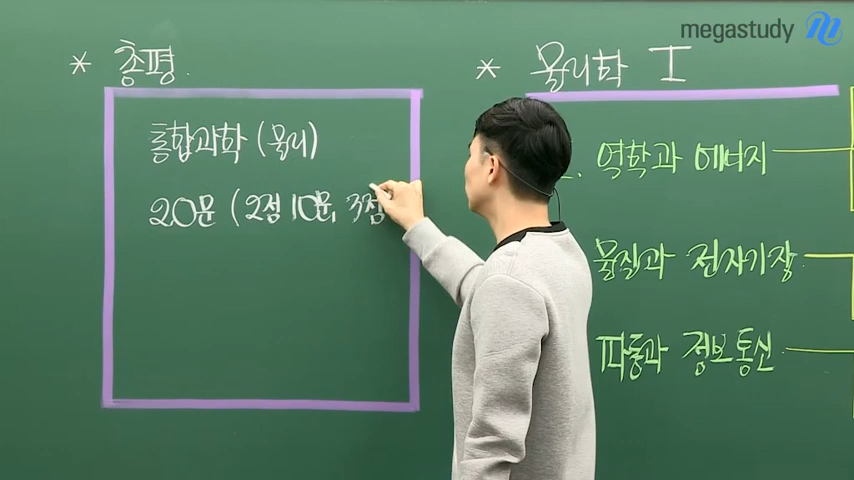 megastudy
* 총평.
통합과학 (물리)
20문 (2점 10문, 3점
* 물리학 I
역학과 에너지
물질과 전자기장
파동과 정보통신